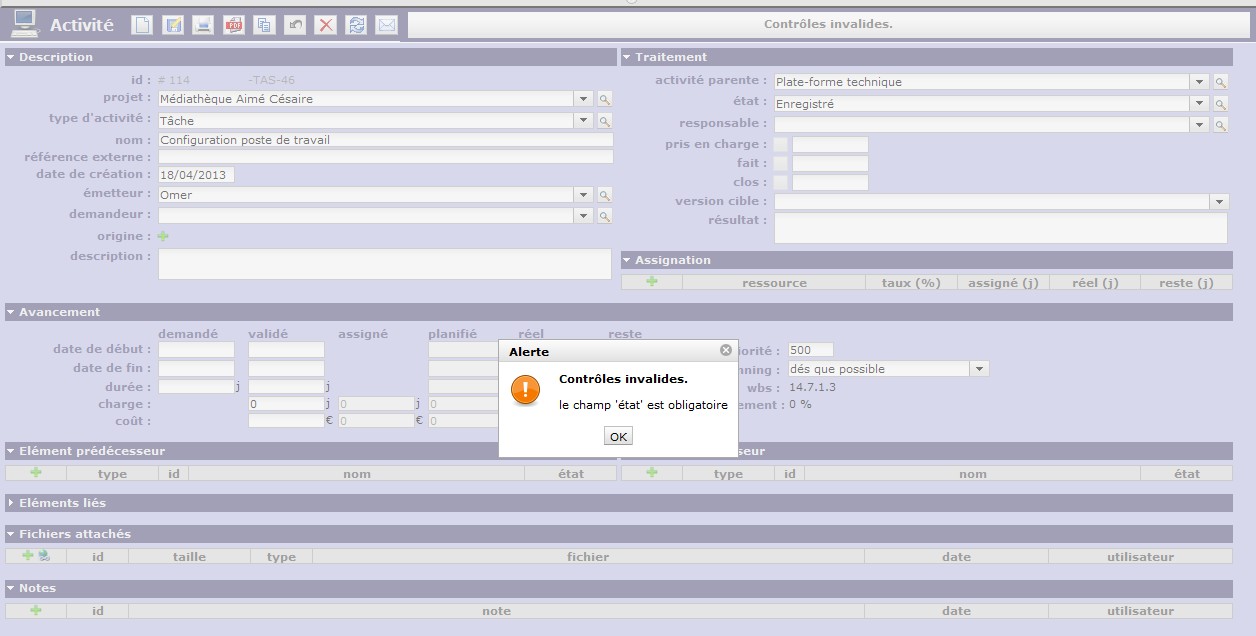 Activité
Contrôles invalides.
Description
id : # 114 -TAS-46
projet : Médiathèque Aimé Césaire
type d'activité : Tâche
nom : Configuration poste de travail
référence externe :
date de création : 18/04/2013
émetteur : Omer
demandeur :
origine :
description :
Traitement
activité parente : Plate-forme technique
état : Enregistré
responsable :
pris en charge :
fait :
clos :
version cible :
résultat :
Assignation
ressource taux (%) assigné (j) réel (j) reste (j)
Avancement
demandé validé assigné planifié réel reste
date de début :
date de fin :
durée : j j
charge : 0 j 0 j 0
coût : € 0 € 0
iorité : 500
nning : dés que possible
wbs : 14.7.1.3
ement : 0 %
Alerte
Contrôles invalides.
le champ 'état' est obligatoire
OK
Elément prédécesseur
type id nom état
seur
type id nom état
Eléments liés
Fichiers attachés
id taille type fichier date utilisateur
Notes
id note date utilisateur